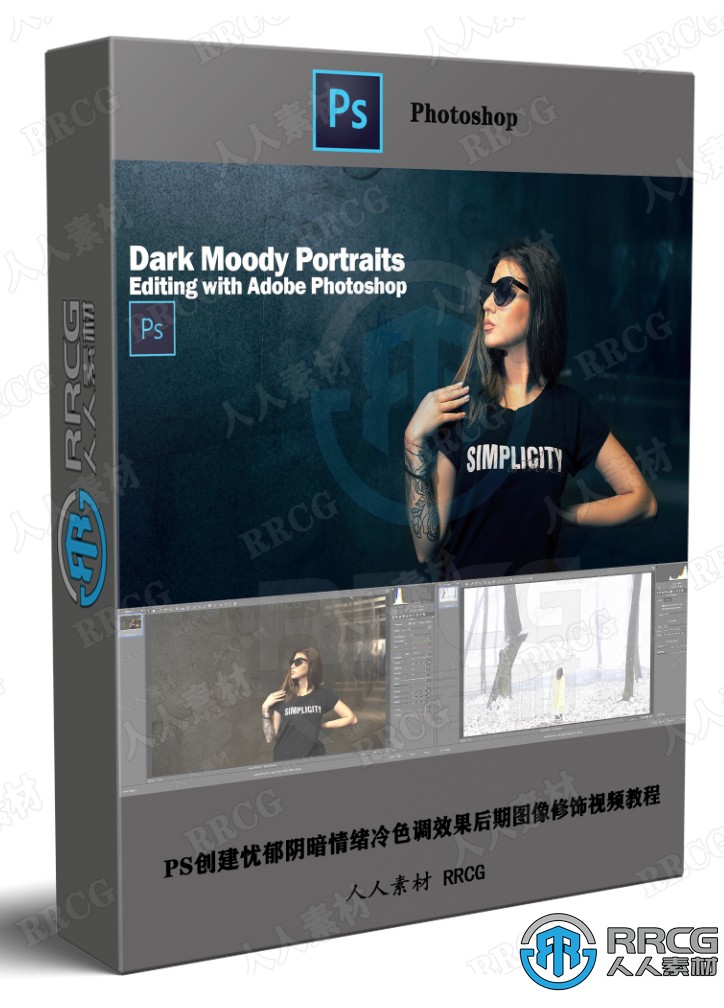 Ps
Photoshop
Dark Moody Portraits
Editing with Adobe Photoshop
Ps
SIMPLICITY
RRCG
人人素材
SIMPLICITY
PS创建忧郁阴暗情绪冷色调效果后期图像修饰视频教程
人人素材 RRCG
RRCG
人人素材